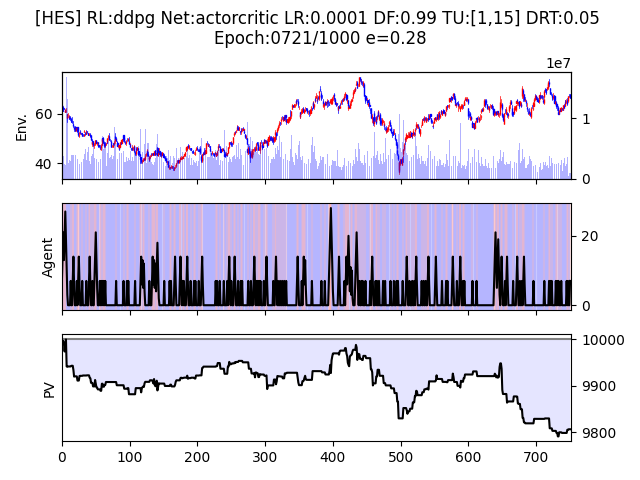 [HES] RL:ddpg Net:actorcritic LR:0.0001 DF:0.99 TU:[1,15] DRT:0.05
Epoch:0721/1000 e=0.28
1e7
Env.
60
40
1
0
Agent
20
0
PV
10000
9900
9800
0 100 200 300 400 500 600 700